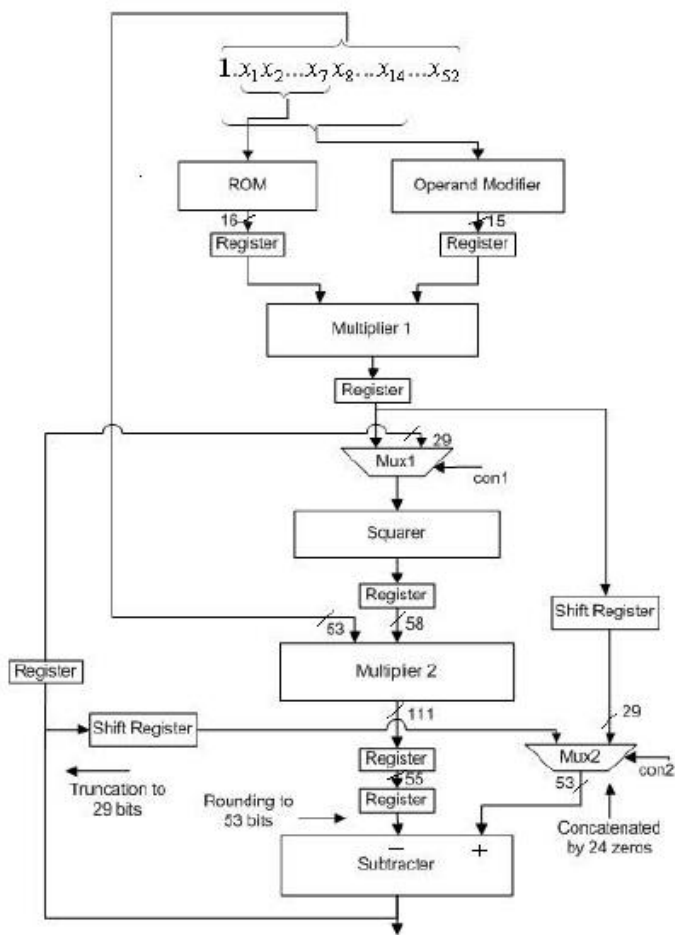 1.x₁x₂...x₇x₈...x₁₄...x₅₂
ROM
Operand Modifier
16
15
Register
Register
Multiplier 1
Register
29
Mux1
con1
Squarer
Register
Shift Register
53
58
Register
Multiplier 2
111
29
Shift Register
Register
Mux2
con2
Truncation to
29 bits
55
53
Rounding to
53 bits
Register
Concatenated
by 24 zeros
− +
Subtracter